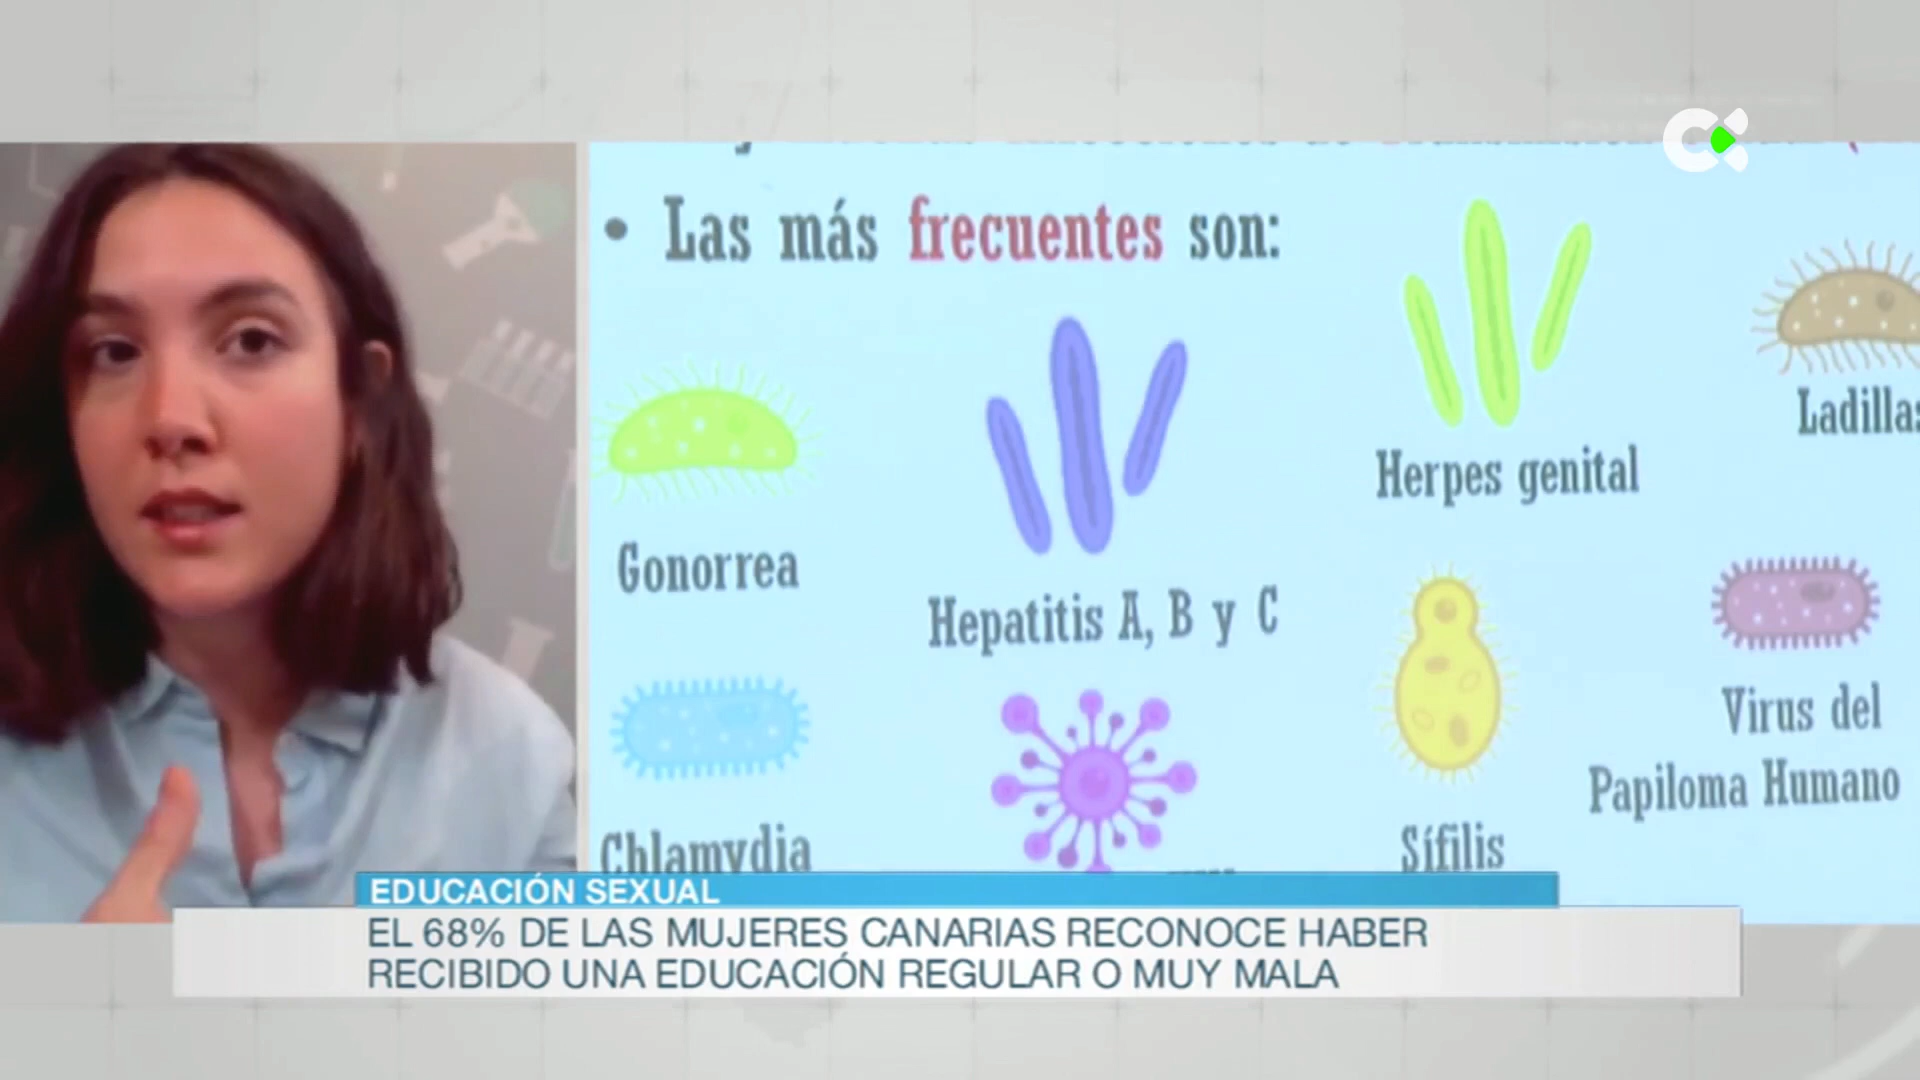 Las más frecuentes son:
Gonorrea
Hepatitis A, B y C
Herpes genital
Ladillas
Chlamydia
Sífilis
Virus del
Papiloma Humano
EDUCACIÓN SEXUAL
EL 68% DE LAS MUJERES CANARIAS RECONOCE HABER
RECIBIDO UNA EDUCACIÓN REGULAR O MUY MALA